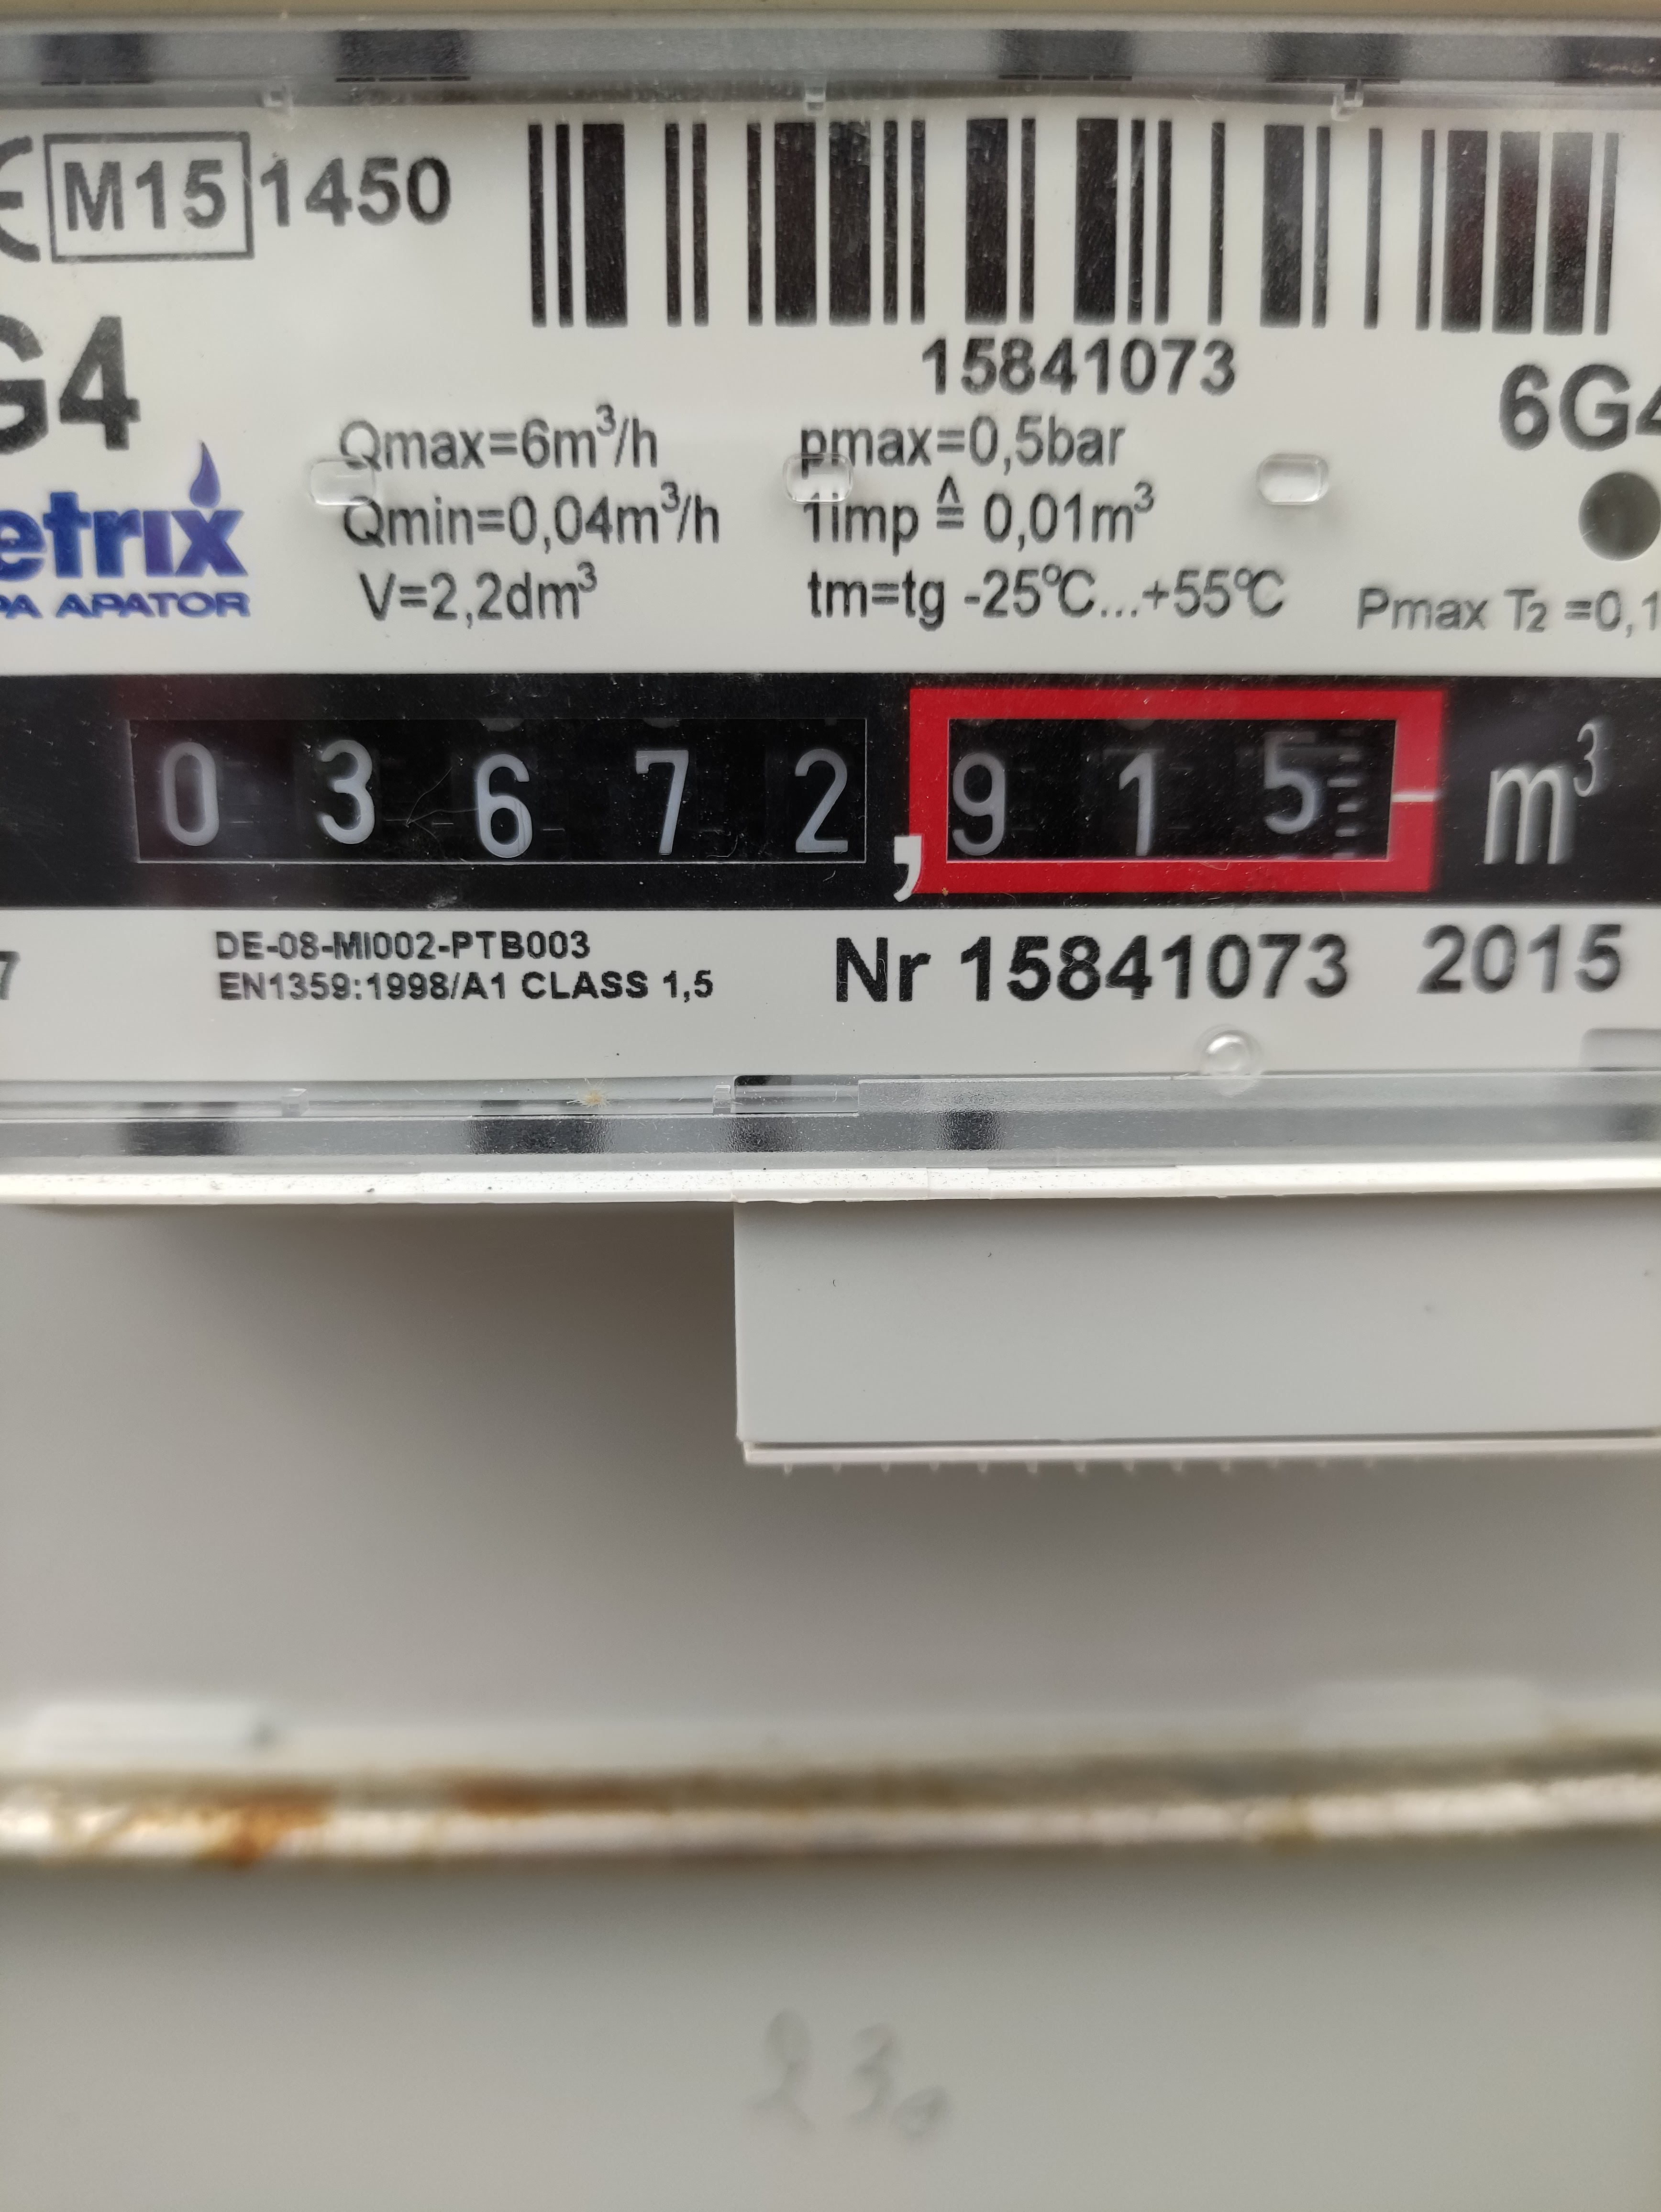 CE M15 1450
15841073
G4
6G4
Qmax=6m³/h
pmax=0,5bar
Qmin=0,04m³/h
1imp ≙ 0,01m³
etrix
V=2,2dm³
tm=tg -25°C...+55°C
PA APATOR
Pmax T2 =0,1
03672,915 m³
7
DE-08-MI002-PTB003
EN1359:1998/A1 CLASS 1,5
Nr 15841073 2015